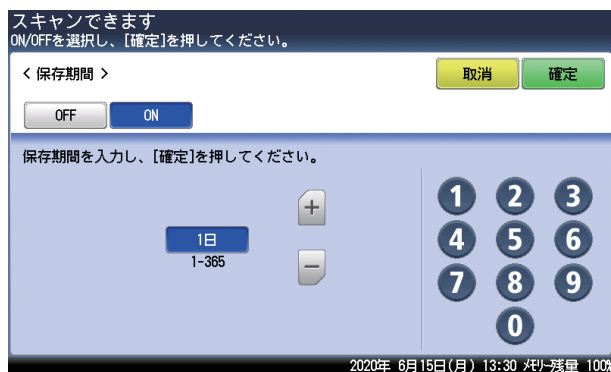 スキャンできます
ON/OFFを選択し、[確定]を押してください。
< 保存期間 >
取消
確定
OFF
ON
保存期間を入力し、[確定]を押してください。
+
1日
1-365
−
1 2 3
4 5 6
7 8 9
0
2020年 6月15日(月) 13:30 ﾒﾓﾘｰ残量 100%